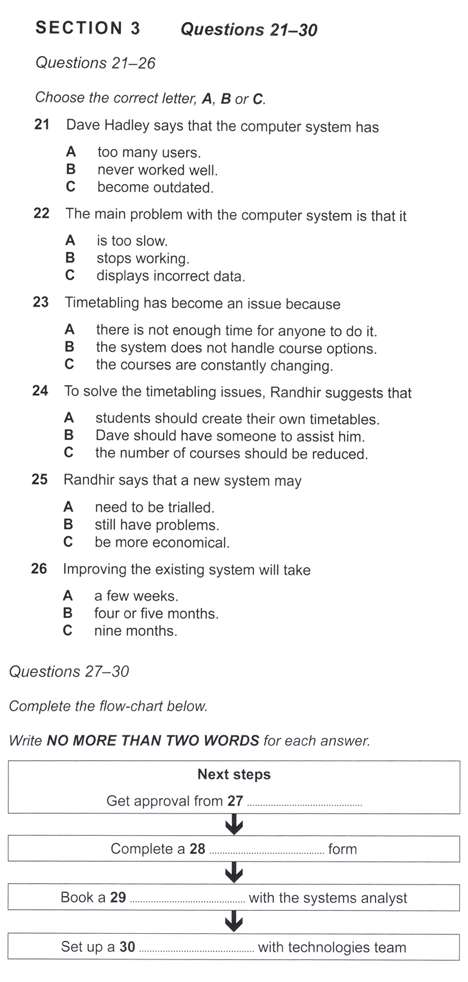 SECTION 3 Questions 21–30
Questions 21–26
Choose the correct letter, A, B or C.
21 Dave Hadley says that the computer system has
A too many users.
B never worked well.
C become outdated.
22 The main problem with the computer system is that it
A is too slow.
B stops working.
C displays incorrect data.
23 Timetabling has become an issue because
A there is not enough time for anyone to do it.
B the system does not handle course options.
C the courses are constantly changing.
24 To solve the timetabling issues, Randhir suggests that
A students should create their own timetables.
B Dave should have someone to assist him.
C the number of courses should be reduced.
25 Randhir says that a new system may
A need to be trialled.
B still have problems.
C be more economical.
26 Improving the existing system will take
A a few weeks.
B four or five months.
C nine months.
Questions 27–30
Complete the flow-chart below.
Write NO MORE THAN TWO WORDS for each answer.
Next steps
Get approval from 27 ..............................
Complete a 28 .............................. form
Book a 29 .............................. with the systems analyst
Set up a 30 .............................. with technologies team